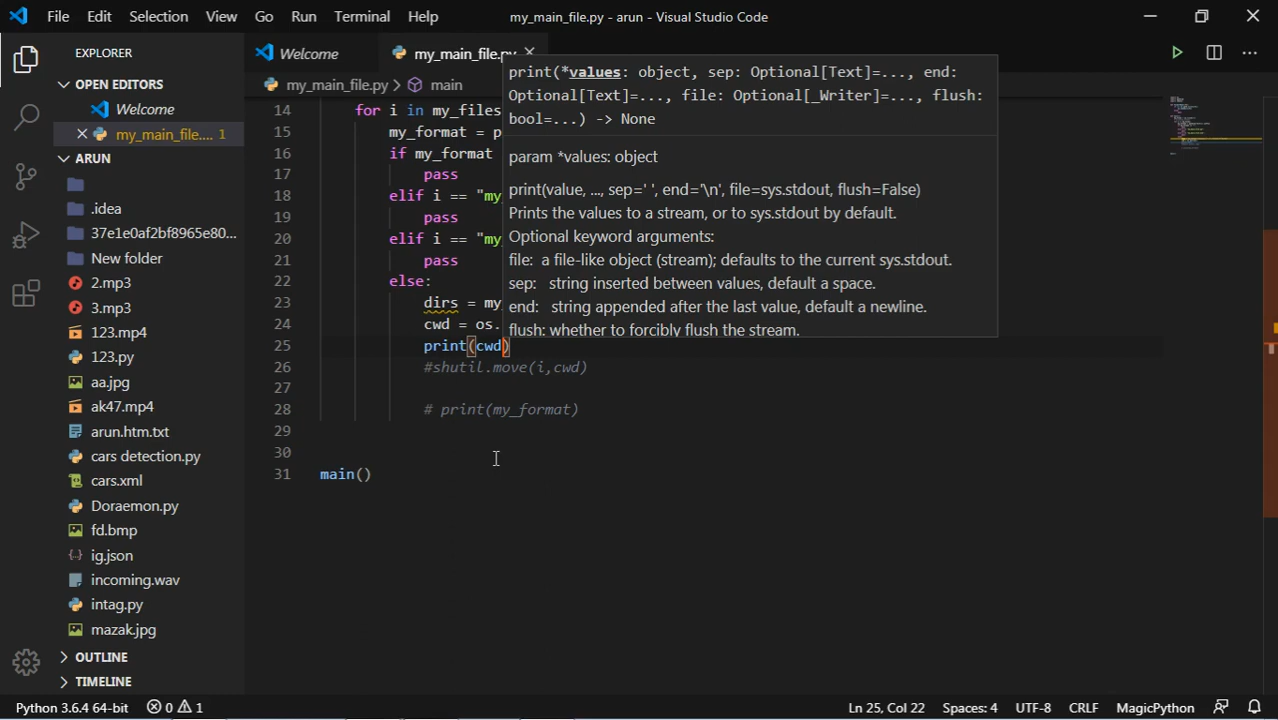 File Edit Selection View Go Run Terminal Help my_main_file.py - arun - Visual Studio Code
EXPLORER
OPEN EDITORS
Welcome
my_main_file.... 1
ARUN
.idea
37e1e0af2bf8965e80...
New folder
2.mp3
3.mp3
123.mp4
123.py
aa.jpg
ak47.mp4
arun.htm.txt
cars detection.py
cars.xml
Doraemon.py
fd.bmp
ig.json
incoming.wav
intag.py
mazak.jpg
OUTLINE
TIMELINE
Welcome my_main_file.py
my_main_file.py > main
print(*values: object, sep: Optional[Text]=..., end:
Optional[Text]=..., file: Optional[_Writer]=..., flush:
bool=...) -> None
param *values: object
print(value, ..., sep=' ', end='\n', file=sys.stdout, flush=False)
Prints the values to a stream, or to sys.stdout by default.
Optional keyword arguments:
file: a file-like object (stream); defaults to the current sys.stdout.
sep: string inserted between values, default a space.
end: string appended after the last value, default a newline.
flush: whether to forcibly flush the stream.
14 for i in my_files
15 my_format = p
16 if my_format
17 pass
18 elif i == "my_
19 pass
20 elif i == "my_
21 pass
22 else:
23 dirs = my_
24 cwd = os.
25 print(cwd)
26 #shutil.move(i,cwd)
27
28 # print(my_format)
29
30
31 main()
Python 3.6.4 64-bit 0 1 Ln 25, Col 22 Spaces: 4 UTF-8 CRLF MagicPython